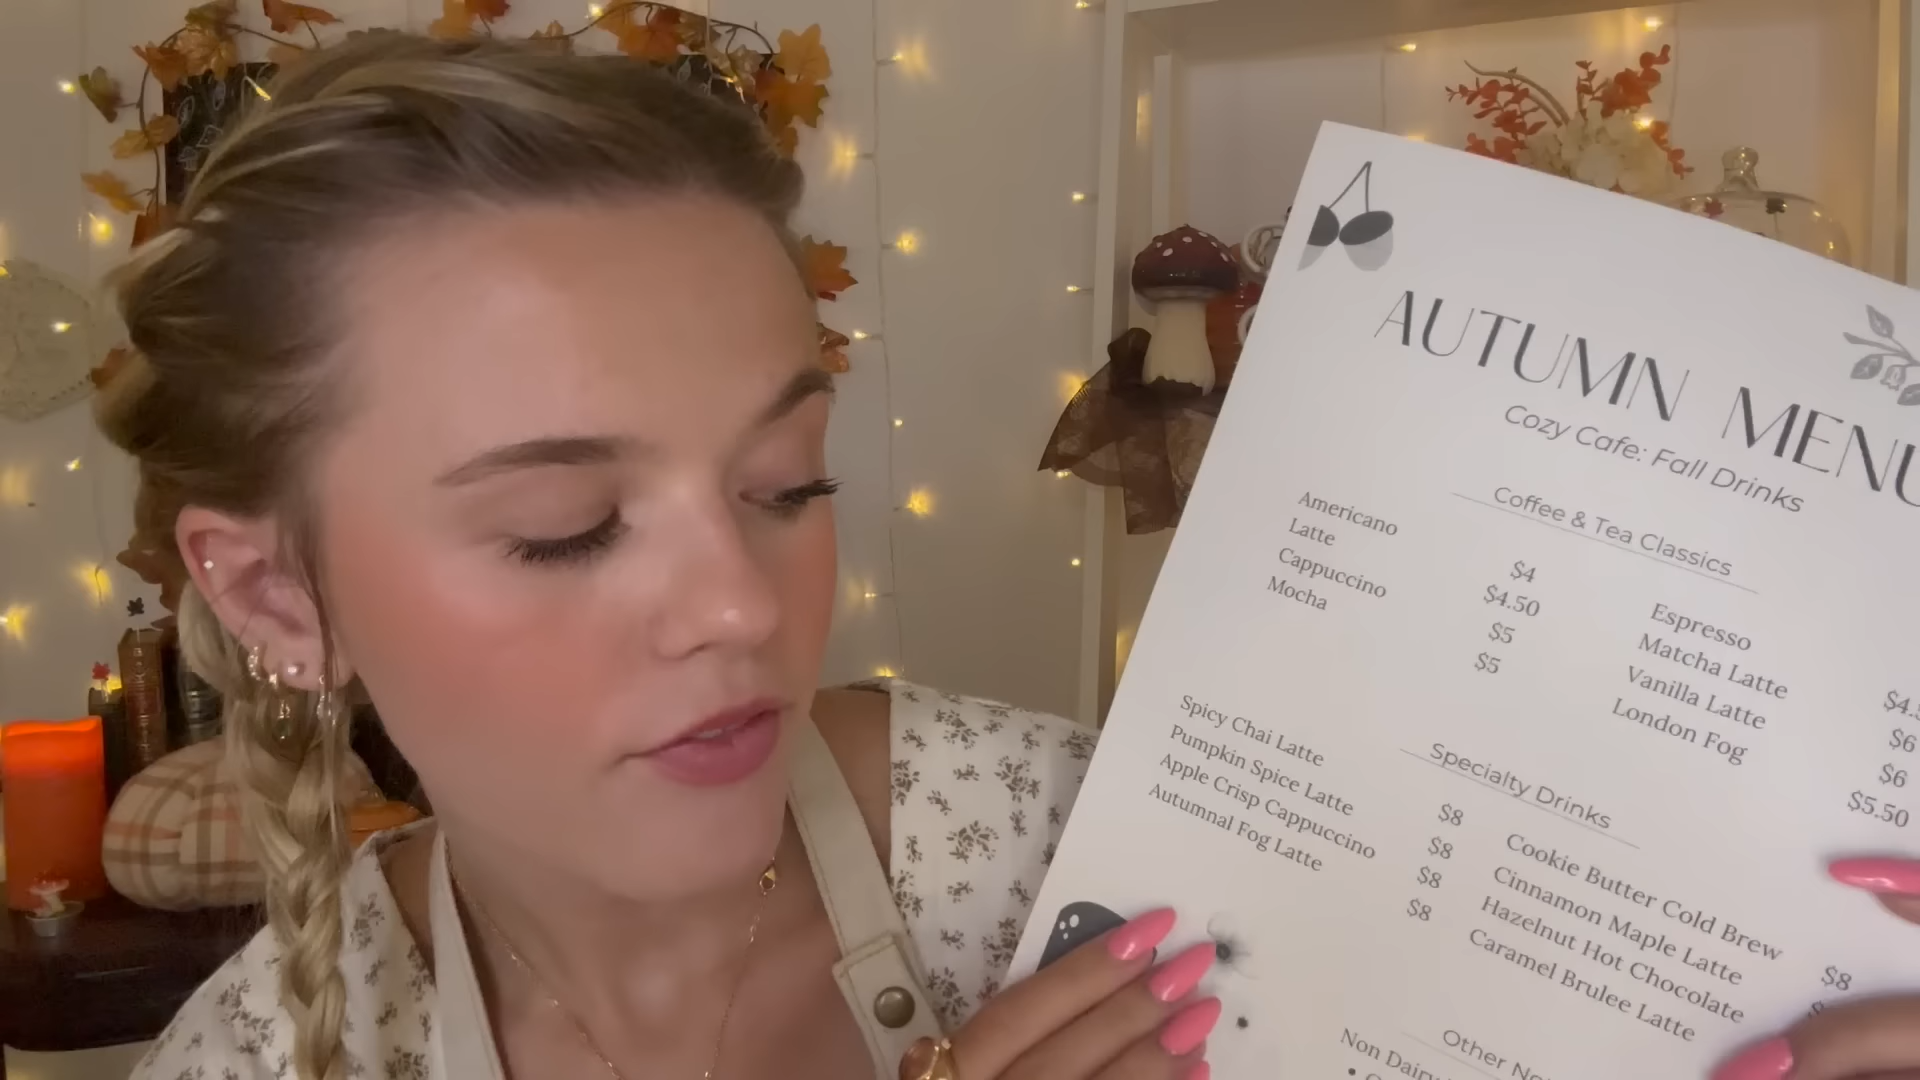 AUTUMN MENU
Cozy Cafe: Fall Drinks
Coffee & Tea Classics
Americano $4
Latte $4.50
Cappuccino $5
Mocha $5
Espresso
Matcha Latte $6
Vanilla Latte $6
London Fog $5.50
Specialty Drinks
Spicy Chai Latte $8
Pumpkin Spice Latte $8
Apple Crisp Cappuccino $8
Autumnal Fog Latte $8
Cookie Butter Cold Brew $8
Cinnamon Maple Latte
Hazelnut Hot Chocolate
Caramel Brulee Latte
Other
Non